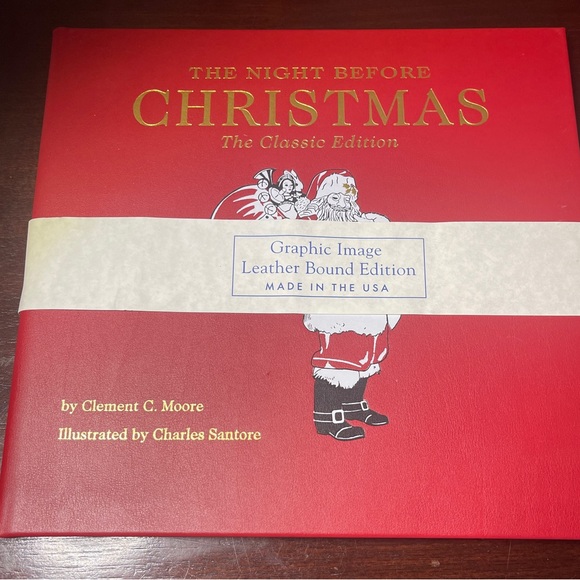 THE NIGHT BEFORE
CHRISTMAS
The Classic Edition
Graphic Image
Leather Bound Edition
MADE IN THE USA
by Clement C. Moore
Illustrated by Charles Santore